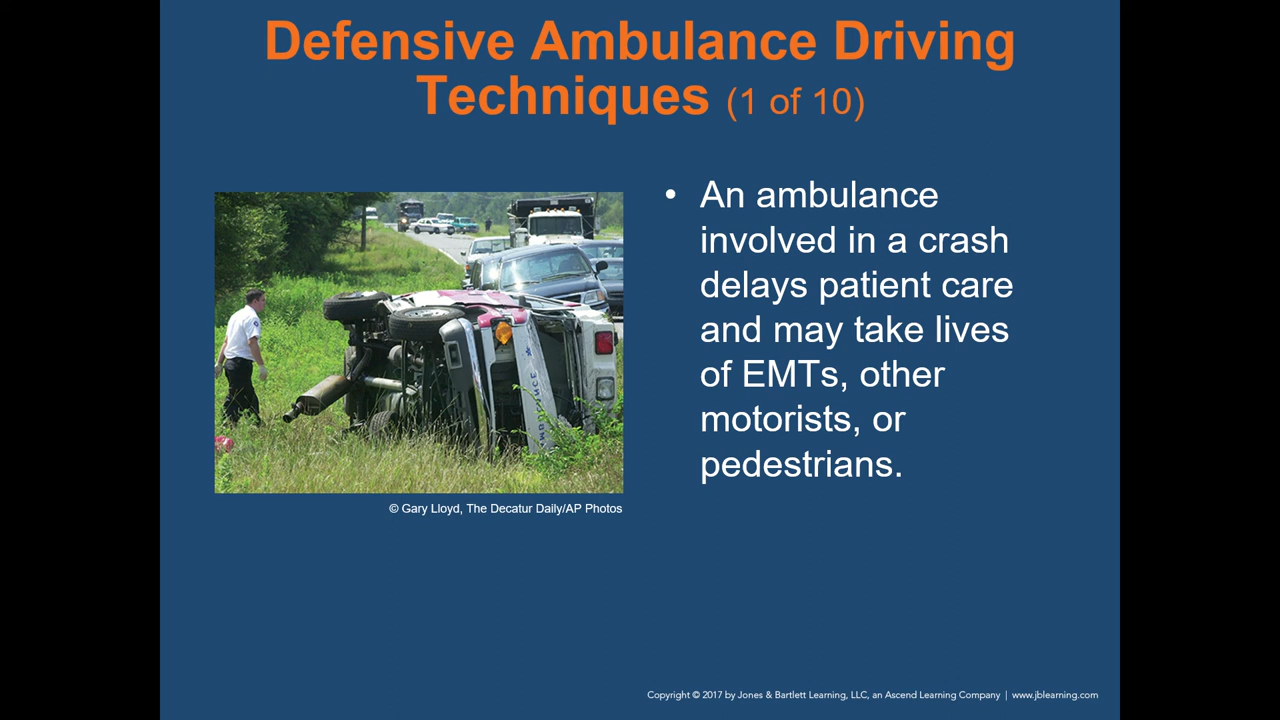 Defensive Ambulance Driving
Techniques (1 of 10)
• An ambulance
involved in a crash
delays patient care
and may take lives
of EMTs, other
motorists, or
pedestrians.
AMBULANCE
© Gary Lloyd, The Decatur Daily/AP Photos
Copyright © 2017 by Jones & Bartlett Learning, LLC, an Ascend Learning Company | www.jblearning.com